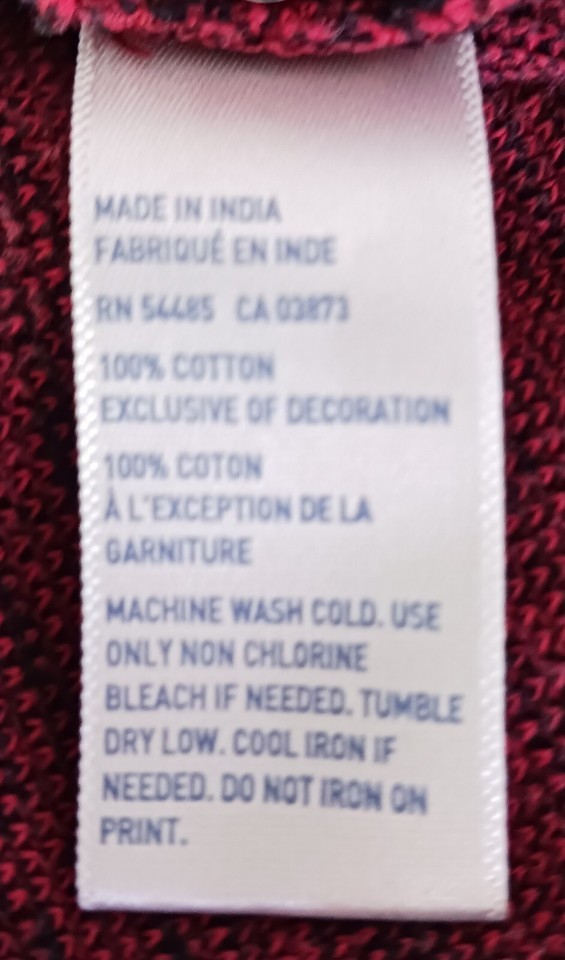 MADE IN INDIA
FABRIQUÉ EN INDE
RN 54485 CA 03873
100% COTTON
EXCLUSIVE OF DECORATION
100% COTON
À L'EXCEPTION DE LA
GARNITURE
MACHINE WASH COLD. USE
ONLY NON CHLORINE
BLEACH IF NEEDED. TUMBLE
DRY LOW. COOL IRON IF
NEEDED. DO NOT IRON ON
PRINT.